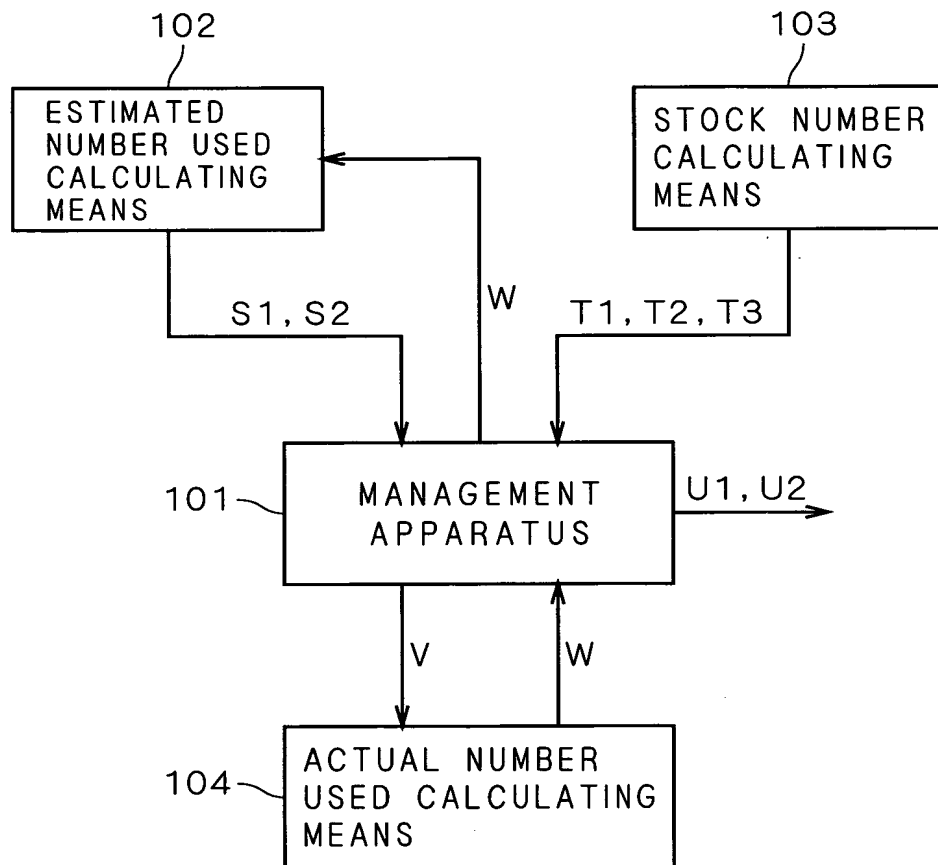 102
103
ESTIMATED
NUMBER USED
CALCULATING
MEANS
STOCK NUMBER
CALCULATING
MEANS
W
S1, S2
T1, T2, T3
101
MANAGEMENT
APPARATUS
U1, U2
V
W
104
ACTUAL NUMBER
USED CALCULATING
MEANS